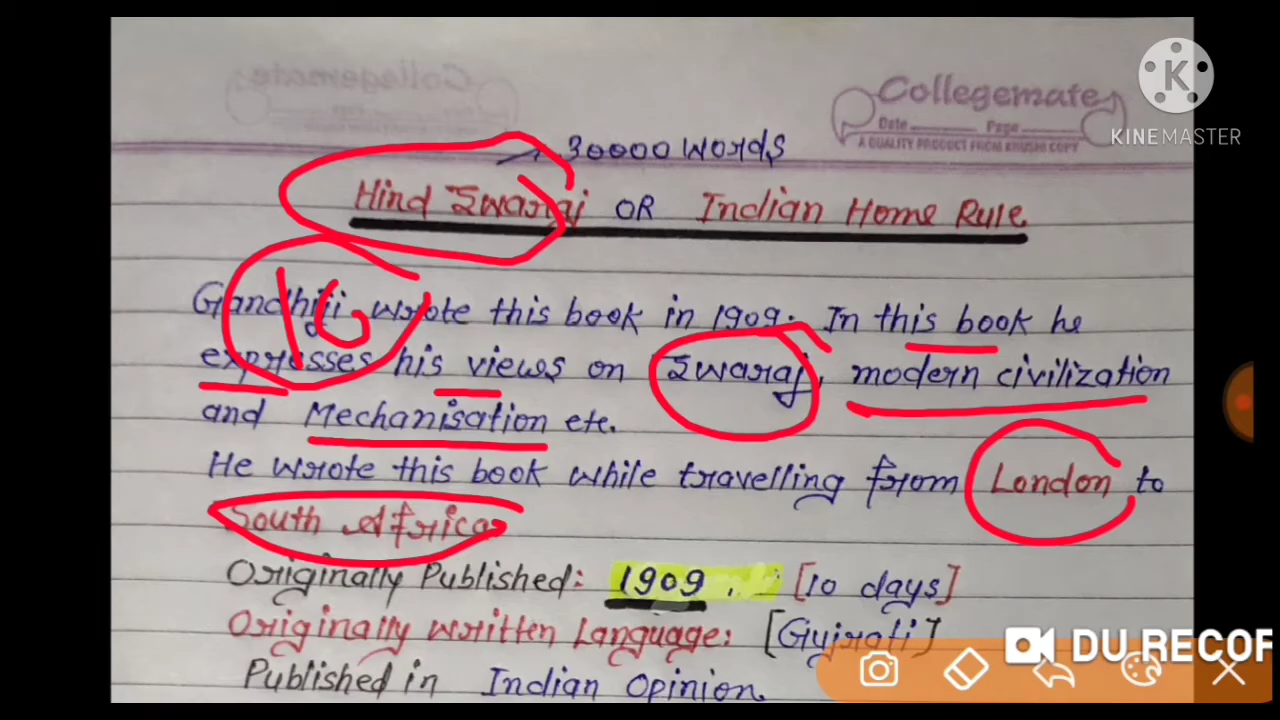 Collegemate
Collegemate
Date Page
A QUALITY PRODUCT FROM KRUSHI COPY
KINEMASTER
30000 WORDS
Hind Swaraj OR Indian Home Rule
Gandhiji wrote this book in 1909. In this book he
expresses his views on Swaraj, modern civilization
and Mechanisation etc.
He wrote this book while travelling from London to
South Africa.
Originally Published: 1909. [10 days]
Originally written Language: [Gujrati]
Published in Indian Opinion.
DU RECOR